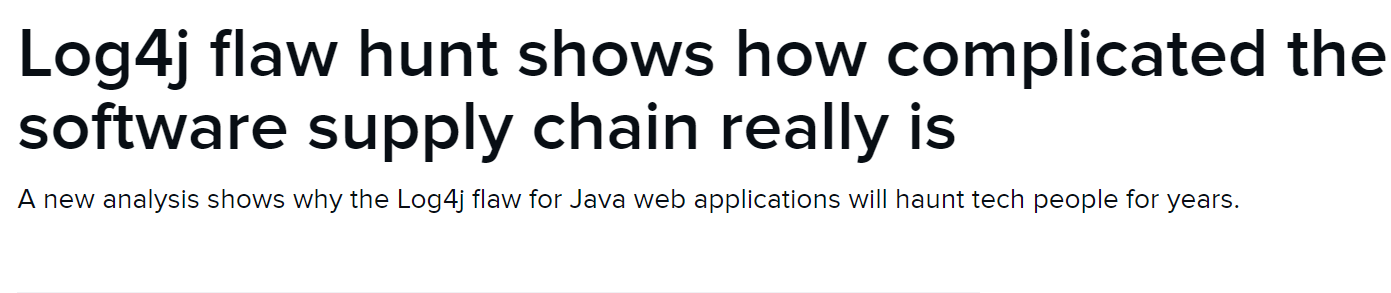 Log4j flaw hunt shows how complicated the
software supply chain really is
A new analysis shows why the Log4j flaw for Java web applications will haunt tech people for years.